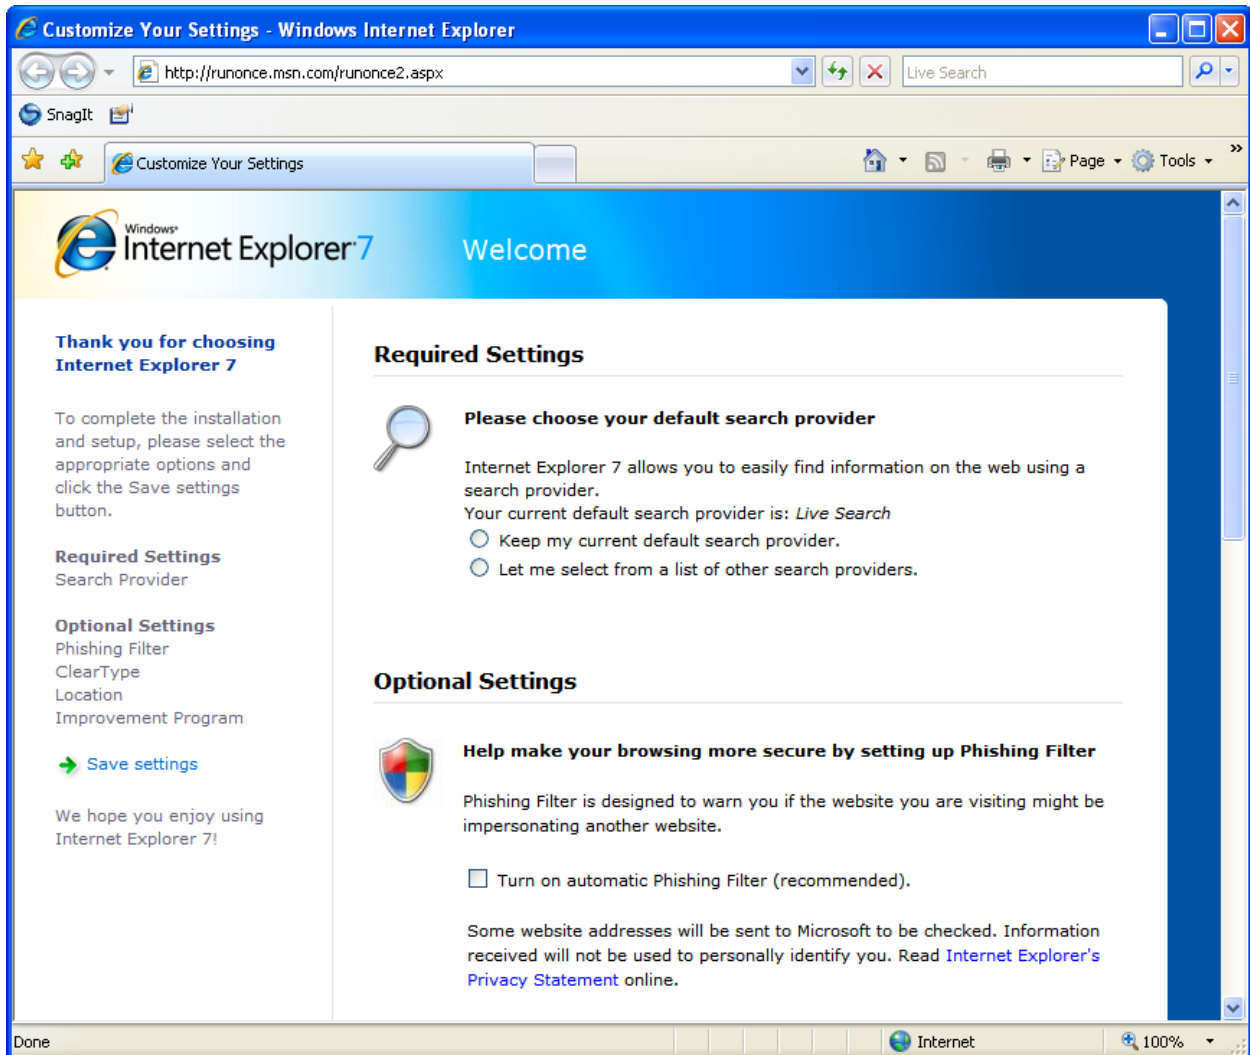 Customize Your Settings - Windows Internet Explorer
http://runonce.msn.com/runonce2.aspx
Live Search
SnagIt
Customize Your Settings
Page
Tools
»
Windows®
Internet Explorer 7
Welcome
Thank you for choosing
Internet Explorer 7
To complete the installation
and setup, please select the
appropriate options and
click the Save settings
button.
Required Settings
Search Provider
Optional Settings
Phishing Filter
ClearType
Location
Improvement Program
Save settings
We hope you enjoy using
Internet Explorer 7!
Required Settings
Please choose your default search provider
Internet Explorer 7 allows you to easily find information on the web using a
search provider.
Your current default search provider is: Live Search
Keep my current default search provider.
Let me select from a list of other search providers.
Optional Settings
Help make your browsing more secure by setting up Phishing Filter
Phishing Filter is designed to warn you if the website you are visiting might be
impersonating another website.
Turn on automatic Phishing Filter (recommended).
Some website addresses will be sent to Microsoft to be checked. Information
received will not be used to personally identify you. Read Internet Explorer's
Privacy Statement online.
Done
Internet
100%